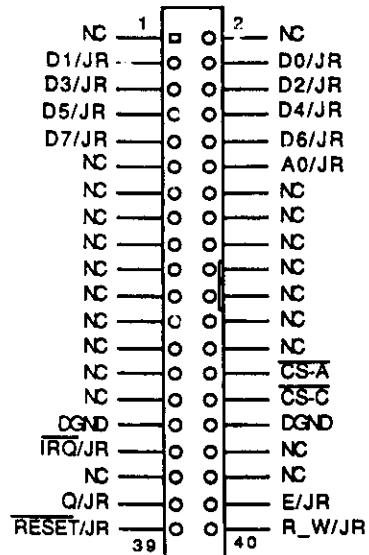 1 2
NC NC
D1/JR D0/JR
D3/JR D2/JR
D5/JR D4/JR
D7/JR D6/JR
NC A0/JR
NC NC
NC NC
NC NC
NC NC
NC NC
NC NC
NC NC
NC CS-A
NC CS-C
DGND DGND
IRQ/JR NC
NC NC
Q/JR E/JR
RESET/JR R_W/JR
39 40